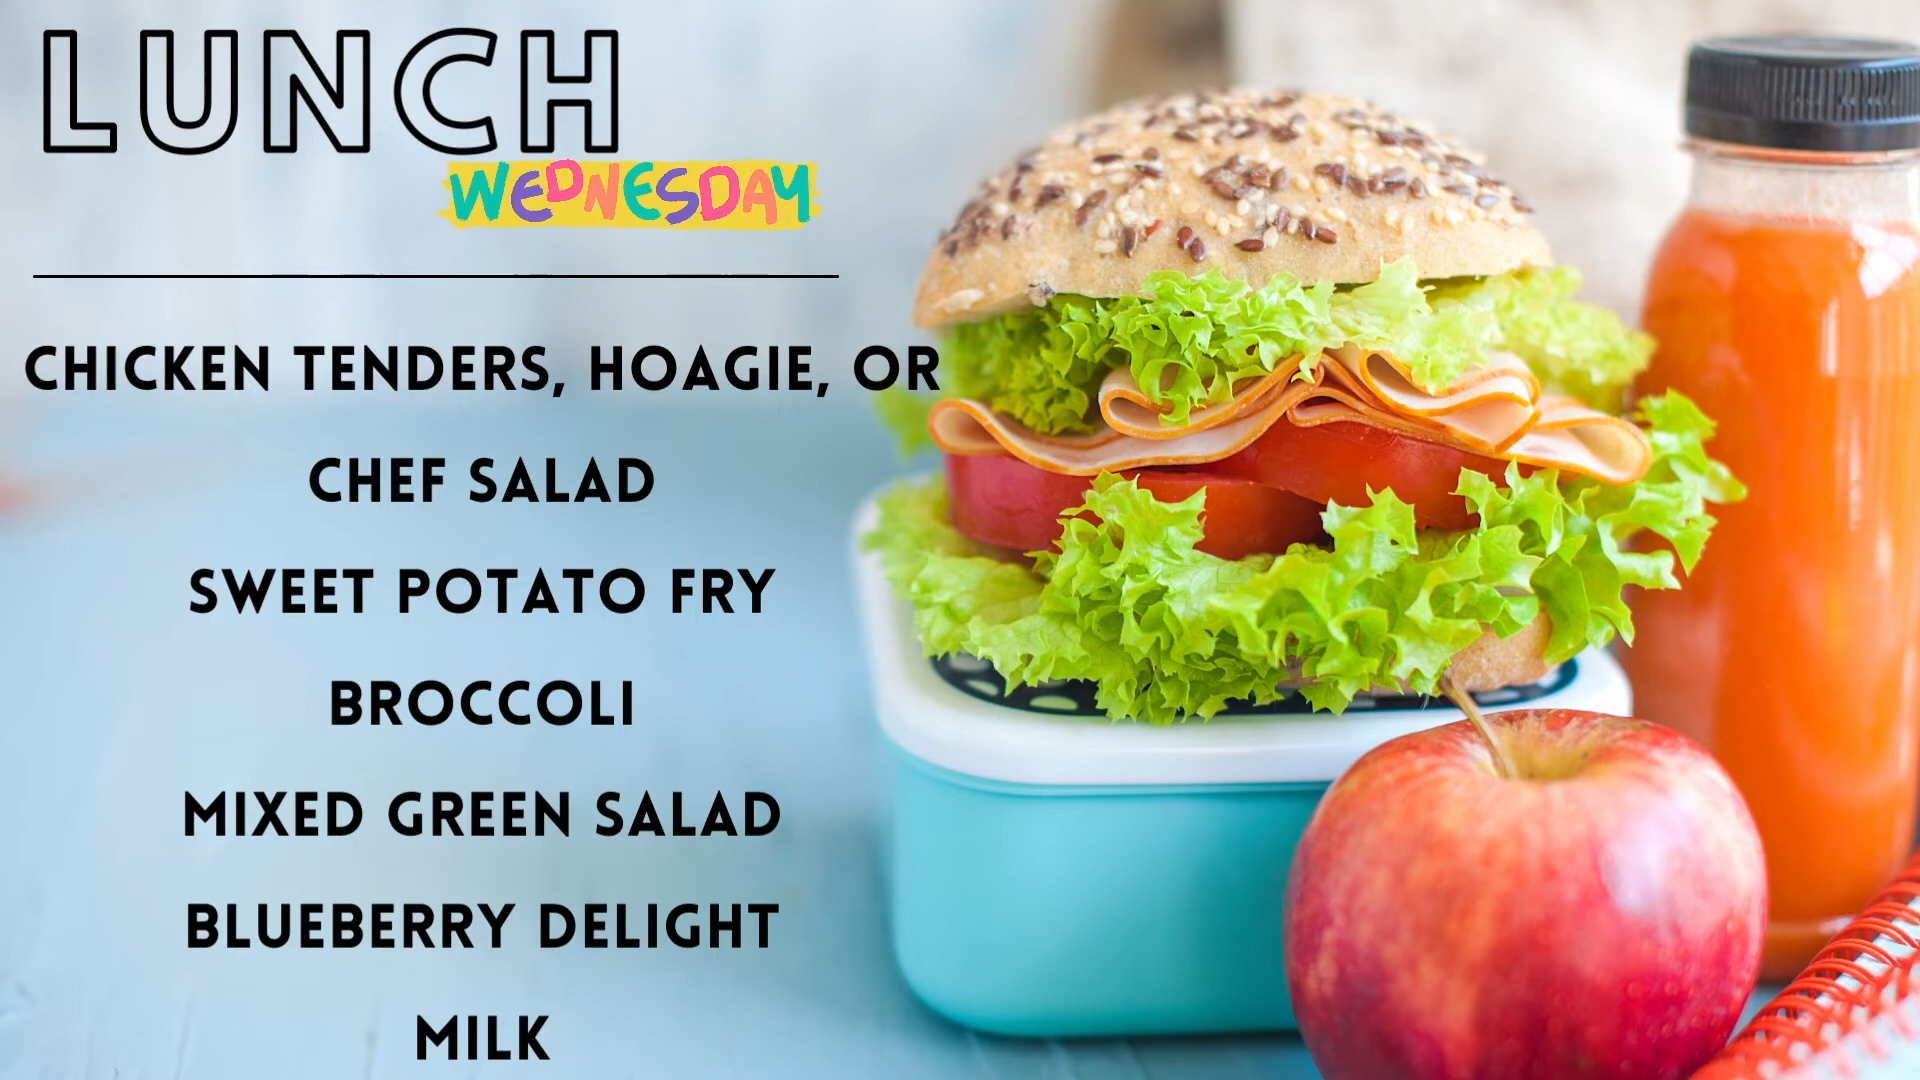 LUNCH
WEDNESDAY
CHICKEN TENDERS, HOAGIE, OR
CHEF SALAD
SWEET POTATO FRY
BROCCOLI
MIXED GREEN SALAD
BLUEBERRY DELIGHT
MILK